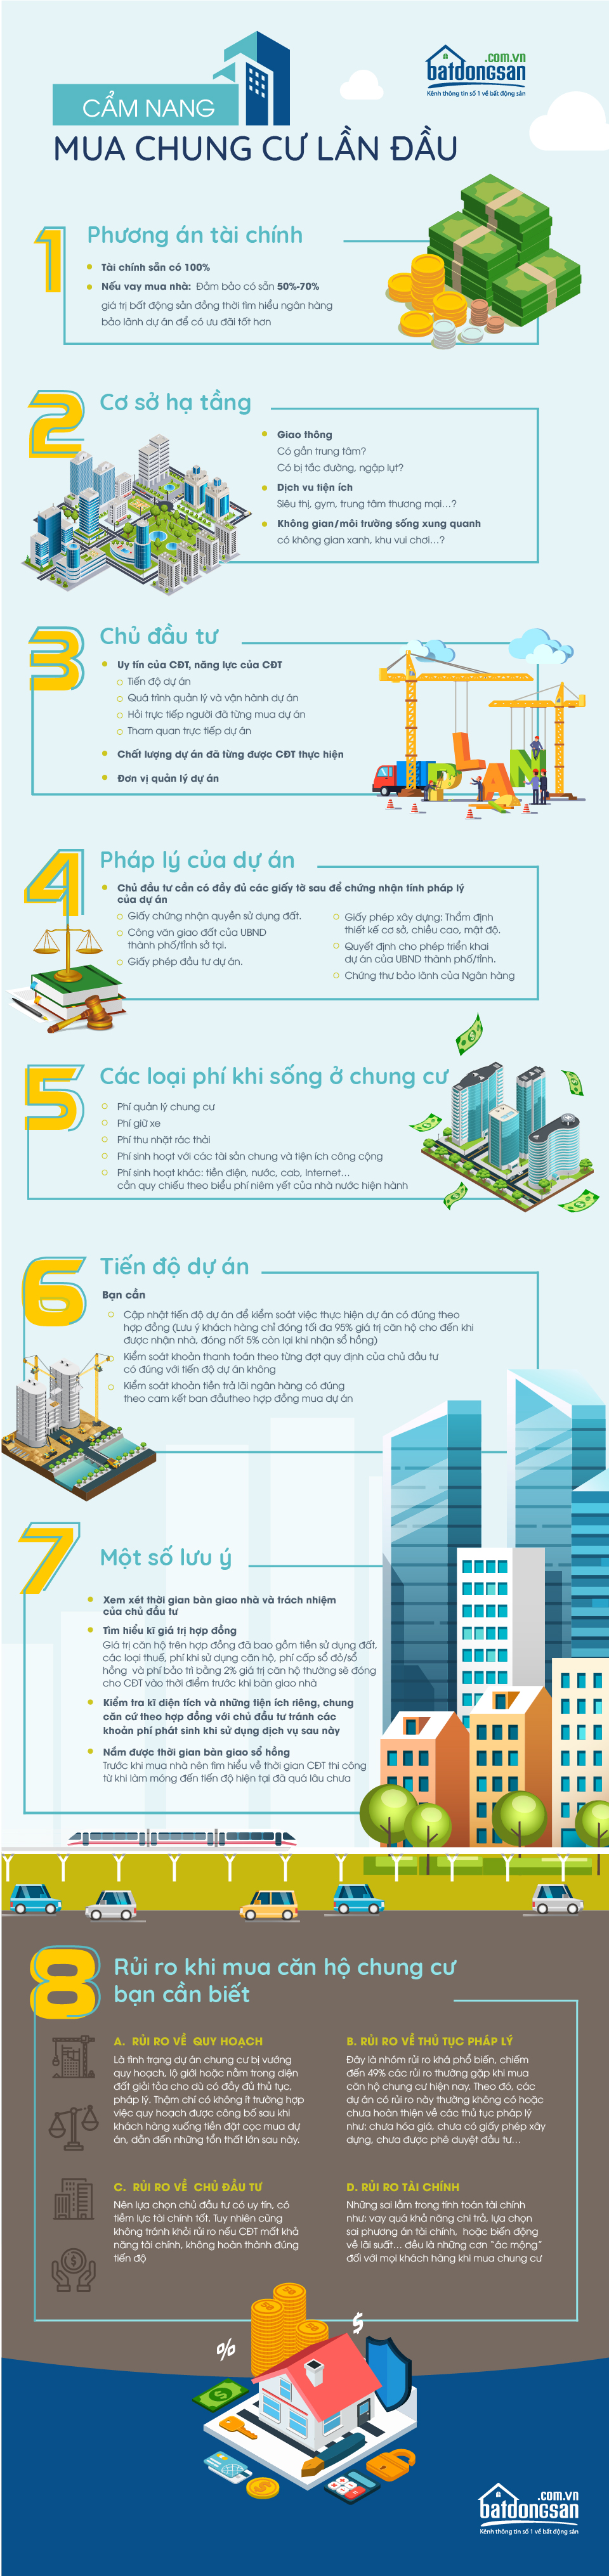 CẨM NANG
MUA CHUNG CƯ LẦN ĐẦU
.com.vn
batdongsan
Kênh thông tin số 1 về bất động sản
1
Phương án tài chính
Tài chính sẵn có 100%
Nếu vay mua nhà: Đảm bảo có sẵn 50%-70%
giá trị bất động sản đồng thời tìm hiểu ngân hàng
bảo lãnh dự án để có ưu đãi tốt hơn
2
Cơ sở hạ tầng
Giao thông
Có gần trung tâm?
Có bị tắc đường, ngập lụt?
Dịch vu tiện ích
Siêu thị, gym, trung tâm thương mại...?
Không gian/môi trường sống xung quanh
có không gian xanh, khu vui chơi...?
3
Chủ đầu tư
Uy tín của CĐT, năng lực của CĐT
Tiến độ dự án
Quá trình quản lý và vận hành dự án
Hỏi trực tiếp người đã từng mua dự án
Tham quan trực tiếp dự án
Chất lượng dự án đã từng được CĐT thực hiện
Đơn vị quản lý dự án
PLAN
4
Pháp lý của dự án
Chủ đầu tư cần có đầy đủ các giấy tờ sau để chứng nhận tính pháp lý
của dự án
Giấy chứng nhận quyền sử dụng đất.
Công văn giao đất của UBND
thành phố/tỉnh sở tại.
Giấy phép đầu tư dự án.
Giấy phép xây dựng: Thẩm định
thiết kế cơ sở, chiều cao, mật độ.
Quyết định cho phép triển khai
dự án của UBND thành phố/tỉnh.
Chứng thư bảo lãnh của Ngân hàng
5
Các loại phí khi sống ở chung cư
Phí quản lý chung cư
Phí giữ xe
Phí thu nhặt rác thải
Phí sinh hoạt với các tài sản chung và tiện ích công cộng
Phí sinh hoạt khác: tiền điện, nước, cab, Internet...
cần quy chiếu theo biểu phí niêm yết của nhà nước hiện hành
6
Tiến độ dự án
Bạn cần
Cập nhật tiến độ dự án để kiểm soát việc thực hiện dự án có đúng theo
hợp đồng (Lưu ý khách hàng chỉ đóng tối đa 95% giá trị căn hộ cho đến khi
được nhận nhà, đóng nốt 5% còn lại khi nhận sổ hồng)
Kiểm soát khoản thanh toán theo từng đợt quy định của chủ đầu tư
có đúng với tiến độ dự án không
Kiểm soát khoản tiền trả lãi ngân hàng có đúng
theo cam kết ban đầutheo hợp đồng mua dự án
7
Một số lưu ý
Xem xét thời gian bàn giao nhà và trách nhiệm
của chủ đầu tư
Tìm hiểu kĩ giá trị hợp đồng
Giá trị căn hộ trên hợp đồng đã bao gồm tiền sử dụng đất,
các loại thuế, phí khi sử dụng căn hộ, phí cấp sổ đỏ/sổ
hồng và phí bảo trì bằng 2% giá trị căn hộ thường sẽ đóng
cho CĐT vào thời điểm trước khi bàn giao nhà
Kiểm tra kĩ diện tích và những tiện ích riêng, chung
căn cứ theo hợp đồng với chủ đầu tư tránh các
khoản phí phát sinh khi sử dụng dịch vụ sau này
Nắm được thời gian bàn giao sổ hồng
Trước khi mua nhà nên tìm hiểu về thời gian CĐT thi công
từ khi làm móng đến tiến độ hiện tại đã quá lâu chưa
8
Rủi ro khi mua căn hộ chung cư
bạn cần biết
A. RỦI RO VỀ QUY HOẠCH
Là tình trạng dự án chung cư bị vướng
quy hoạch, lộ giới hoặc nằm trong diện
đất giải tỏa cho dù có đầy đủ thủ tục,
pháp lý. Thậm chí có không ít trường hợp
việc quy hoạch được công bố sau khi
khách hàng xuống tiền đặt cọc mua dự
án, dẫn đến những tổn thất lớn sau này.
B. RỦI RO VỀ THỦ TỤC PHÁP LÝ
Đây là nhóm rủi ro khá phổ biến, chiếm
đến 49% các rủi ro thường gặp khi mua
căn hộ chung cư hiện nay. Theo đó, các
dự án có rủi ro này thường không có hoặc
chưa hoàn thiện về các thủ tục pháp lý
như: chưa hóa giá, chưa có giấy phép xây
dựng, chưa được phê duyệt đầu tư...
C. RỦI RO VỀ CHỦ ĐẦU TƯ
Nên lựa chọn chủ đầu tư có uy tín, có
tiềm lực tài chính tốt. Tuy nhiên cũng
không tránh khỏi rủi ro nếu CĐT mất khả
năng tài chính, không hoàn thành đúng
tiến độ
D. RỦI RO TÀI CHÍNH
Những sai lầm trong tính toán tài chính
như: vay quá khả năng chi trả, lựa chọn
sai phương án tài chính, hoặc biến động
về lãi suất... đều là những cơn "ác mộng"
đối với mọi khách hàng khi mua chung cư
50
50
50
%
$
.com.vn
batdongsan
Kênh thông tin số 1 về bất động sản